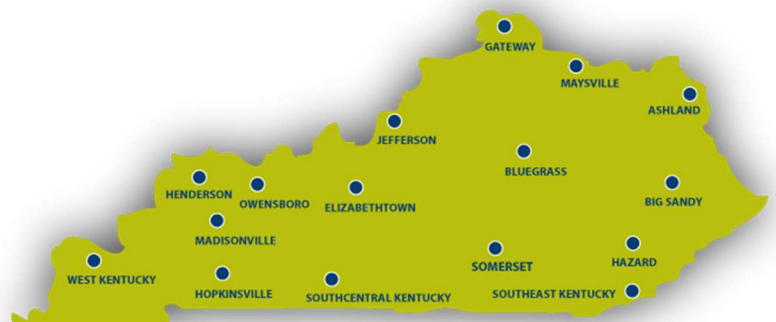 GATEWAY
MAYSVILLE
ASHLAND
JEFFERSON
BLUEGRASS
HENDERSON
OWENSBORO
ELIZABETHTOWN
BIG SANDY
MADISONVILLE
WEST KENTUCKY
HOPKINSVILLE
SOUTHCENTRAL KENTUCKY
SOMERSET
HAZARD
SOUTHEAST KENTUCKY